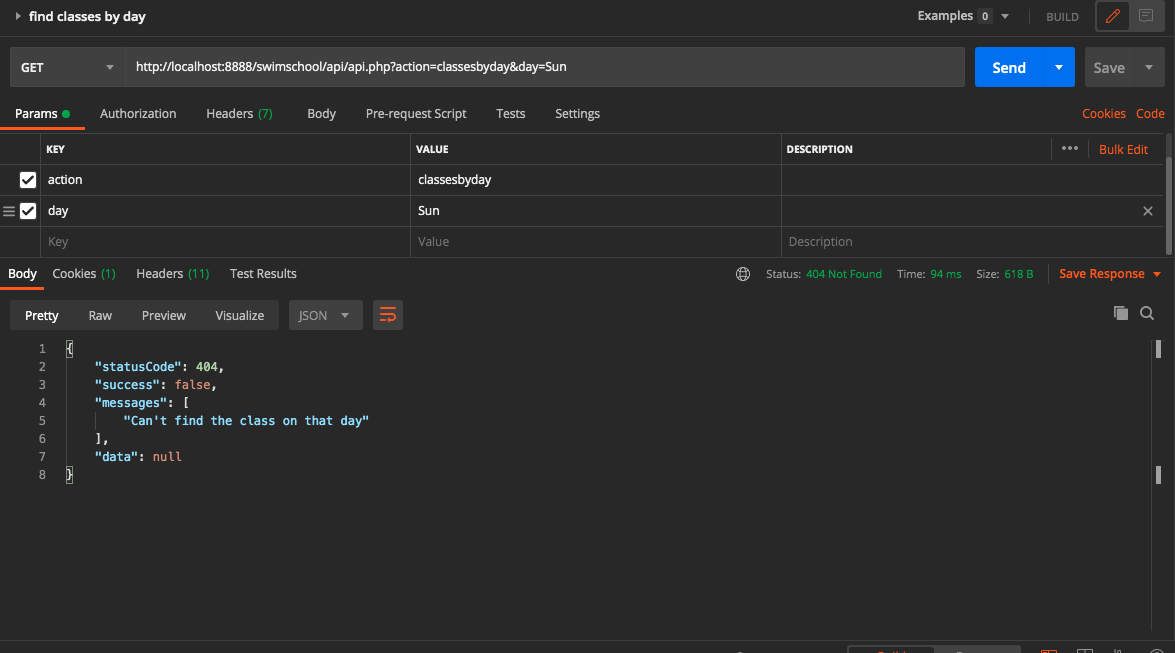 find classes by day
Examples 0 BUILD
GET http://localhost:8888/swimschool/api/api.php?action=classesbyday&day=Sun Send Save
Params Authorization Headers (7) Body Pre-request Script Tests Settings Cookies Code
KEY VALUE DESCRIPTION ••• Bulk Edit
action classesbyday
day Sun
Key Value Description
Body Cookies (1) Headers (11) Test Results Status: 404 Not Found Time: 94 ms Size: 618 B Save Response
Pretty Raw Preview Visualize JSON
1 {
2 "statusCode": 404,
3 "success": false,
4 "messages": [
5 "Can't find the class on that day"
6 ],
7 "data": null
8 }